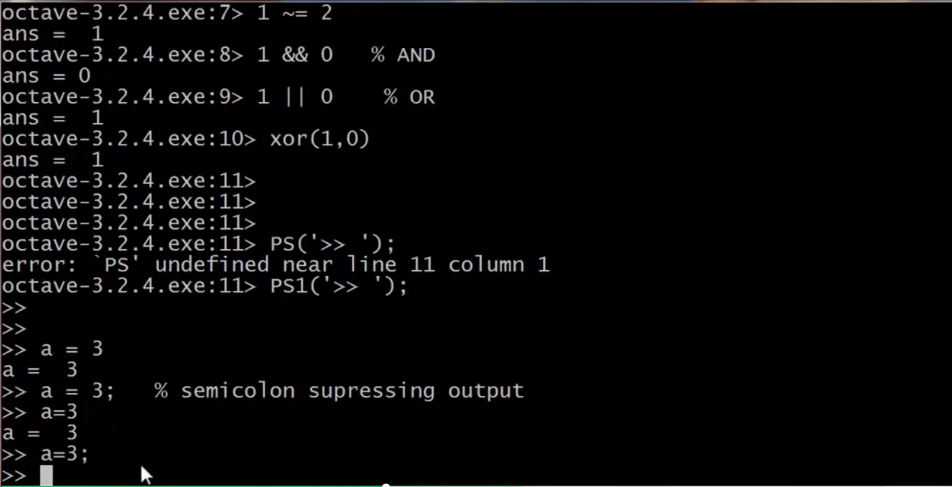 octave-3.2.4.exe:7> 1 ~= 2
ans =  1
octave-3.2.4.exe:8> 1 && 0   % AND
ans = 0
octave-3.2.4.exe:9> 1 || 0    % OR
ans =  1
octave-3.2.4.exe:10> xor(1,0)
ans =  1
octave-3.2.4.exe:11>
octave-3.2.4.exe:11>
octave-3.2.4.exe:11>
octave-3.2.4.exe:11> PS('>> ');
error: `PS' undefined near line 11 column 1
octave-3.2.4.exe:11> PS1('>> ');
>>
>>
>> a = 3
a =  3
>> a = 3;   % semicolon supressing output
>> a=3
a =  3
>> a=3;
>>